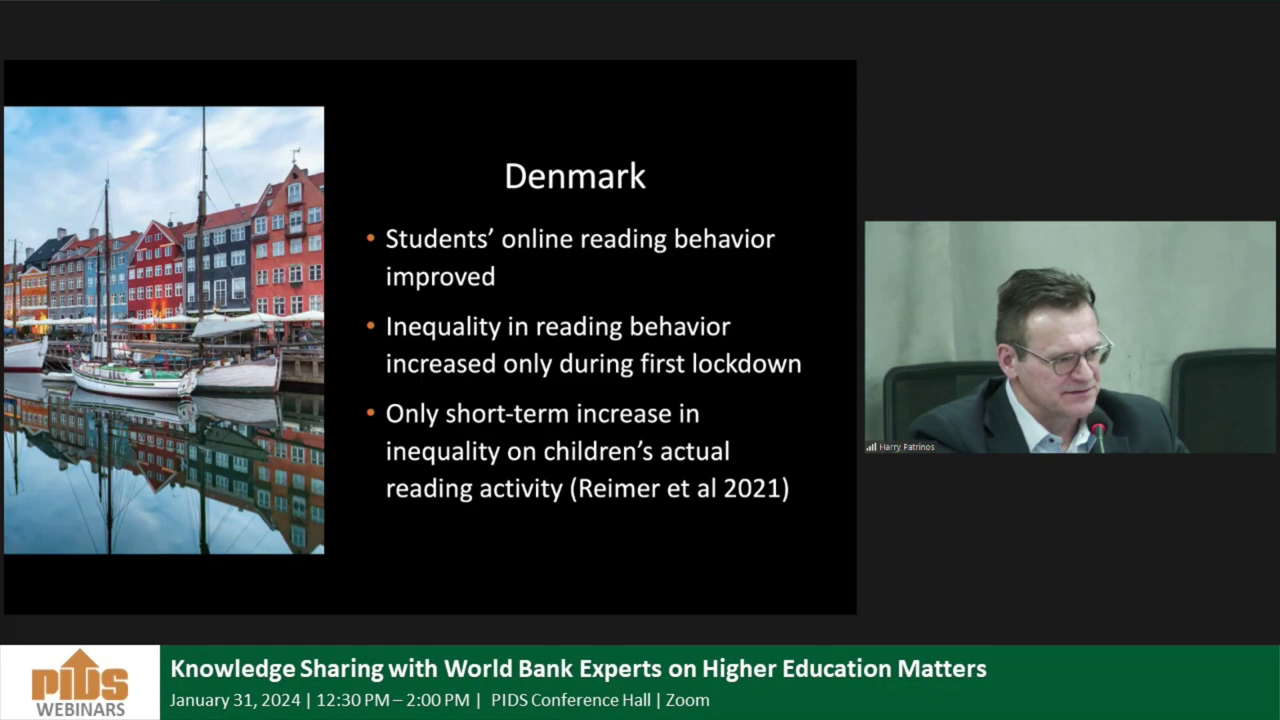 Denmark
• Students’ online reading behavior
improved
• Inequality in reading behavior
increased only during first lockdown
• Only short-term increase in
inequality on children’s actual
reading activity (Reimer et al 2021)
Harry Patrinos
PIDS
WEBINARS
Knowledge Sharing with World Bank Experts on Higher Education Matters
January 31, 2024 | 12:30 PM – 2:00 PM | PIDS Conference Hall | Zoom